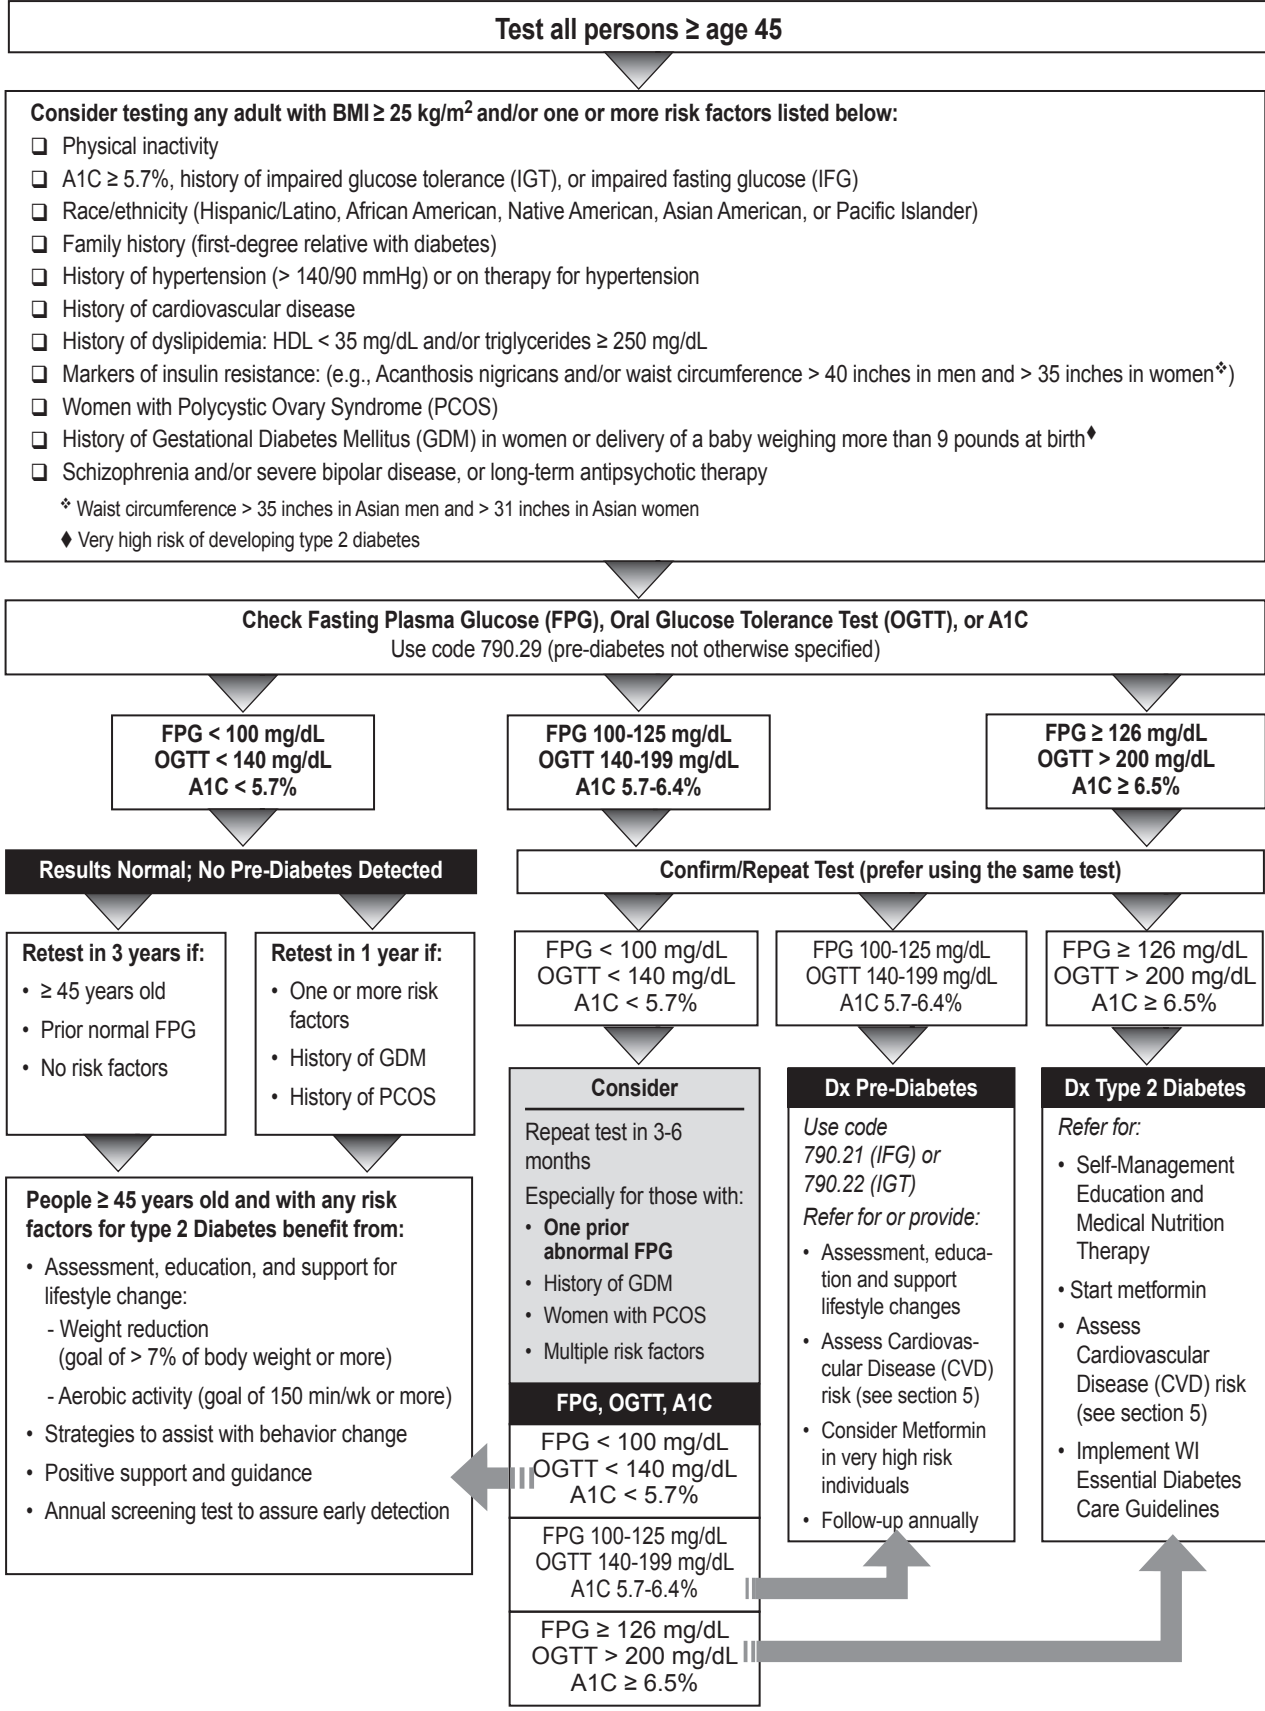 Test all persons ≥ age 45
Consider testing any adult with BMI ≥ 25 kg/m2 and/or one or more risk factors listed below:
❑ Physical inactivity
❑ A1C ≥ 5.7%, history of impaired glucose tolerance (IGT), or impaired fasting glucose (IFG)
❑ Race/ethnicity (Hispanic/Latino, African American, Native American, Asian American, or Pacific Islander)
❑ Family history (first-degree relative with diabetes)
❑ History of hypertension (> 140/90 mmHg) or on therapy for hypertension
❑ History of cardiovascular disease
❑ History of dyslipidemia: HDL < 35 mg/dL and/or triglycerides ≥ 250 mg/dL
❑ Markers of insulin resistance: (e.g., Acanthosis nigricans and/or waist circumference > 40 inches in men and > 35 inches in women❖)
❑ Women with Polycystic Ovary Syndrome (PCOS)
❑ History of Gestational Diabetes Mellitus (GDM) in women or delivery of a baby weighing more than 9 pounds at birth♦
❑ Schizophrenia and/or severe bipolar disease, or long-term antipsychotic therapy
❖ Waist circumference > 35 inches in Asian men and > 31 inches in Asian women
♦ Very high risk of developing type 2 diabetes
Check Fasting Plasma Glucose (FPG), Oral Glucose Tolerance Test (OGTT), or A1C
Use code 790.29 (pre-diabetes not otherwise specified)
FPG < 100 mg/dL
OGTT < 140 mg/dL
A1C < 5.7%
FPG 100-125 mg/dL
OGTT 140-199 mg/dL
A1C 5.7-6.4%
FPG ≥ 126 mg/dL
OGTT > 200 mg/dL
A1C ≥ 6.5%
Results Normal; No Pre-Diabetes Detected
Retest in 3 years if:
• ≥ 45 years old
• Prior normal FPG
• No risk factors
Retest in 1 year if:
• One or more risk
factors
• History of GDM
• History of PCOS
People ≥ 45 years old and with any risk
factors for type 2 Diabetes benefit from:
• Assessment, education, and support for
lifestyle change:
- Weight reduction
(goal of > 7% of body weight or more)
- Aerobic activity (goal of 150 min/wk or more)
• Strategies to assist with behavior change
• Positive support and guidance
• Annual screening test to assure early detection
Confirm/Repeat Test (prefer using the same test)
FPG < 100 mg/dL
OGTT < 140 mg/dL
A1C < 5.7%
FPG 100-125 mg/dL
OGTT 140-199 mg/dL
A1C 5.7-6.4%
FPG ≥ 126 mg/dL
OGTT > 200 mg/dL
A1C ≥ 6.5%
Consider
Repeat test in 3-6
months
Especially for those with:
• One prior
abnormal FPG
• History of GDM
• Women with PCOS
• Multiple risk factors
FPG, OGTT, A1C
FPG < 100 mg/dL
OGTT < 140 mg/dL
A1C < 5.7%
FPG 100-125 mg/dL
OGTT 140-199 mg/dL
A1C 5.7-6.4%
FPG ≥ 126 mg/dL
OGTT > 200 mg/dL
A1C ≥ 6.5%
Dx Pre-Diabetes
Use code
790.21 (IFG) or
790.22 (IGT)
Refer for or provide:
• Assessment, educa-
tion and support
lifestyle changes
• Assess Cardiovas-
cular Disease (CVD)
risk (see section 5)
• Consider Metformin
in very high risk
individuals
• Follow-up annually
Dx Type 2 Diabetes
Refer for:
• Self-Management
Education and
Medical Nutrition
Therapy
• Start metformin
• Assess
Cardiovascular
Disease (CVD) risk
(see section 5)
• Implement WI
Essential Diabetes
Care Guidelines